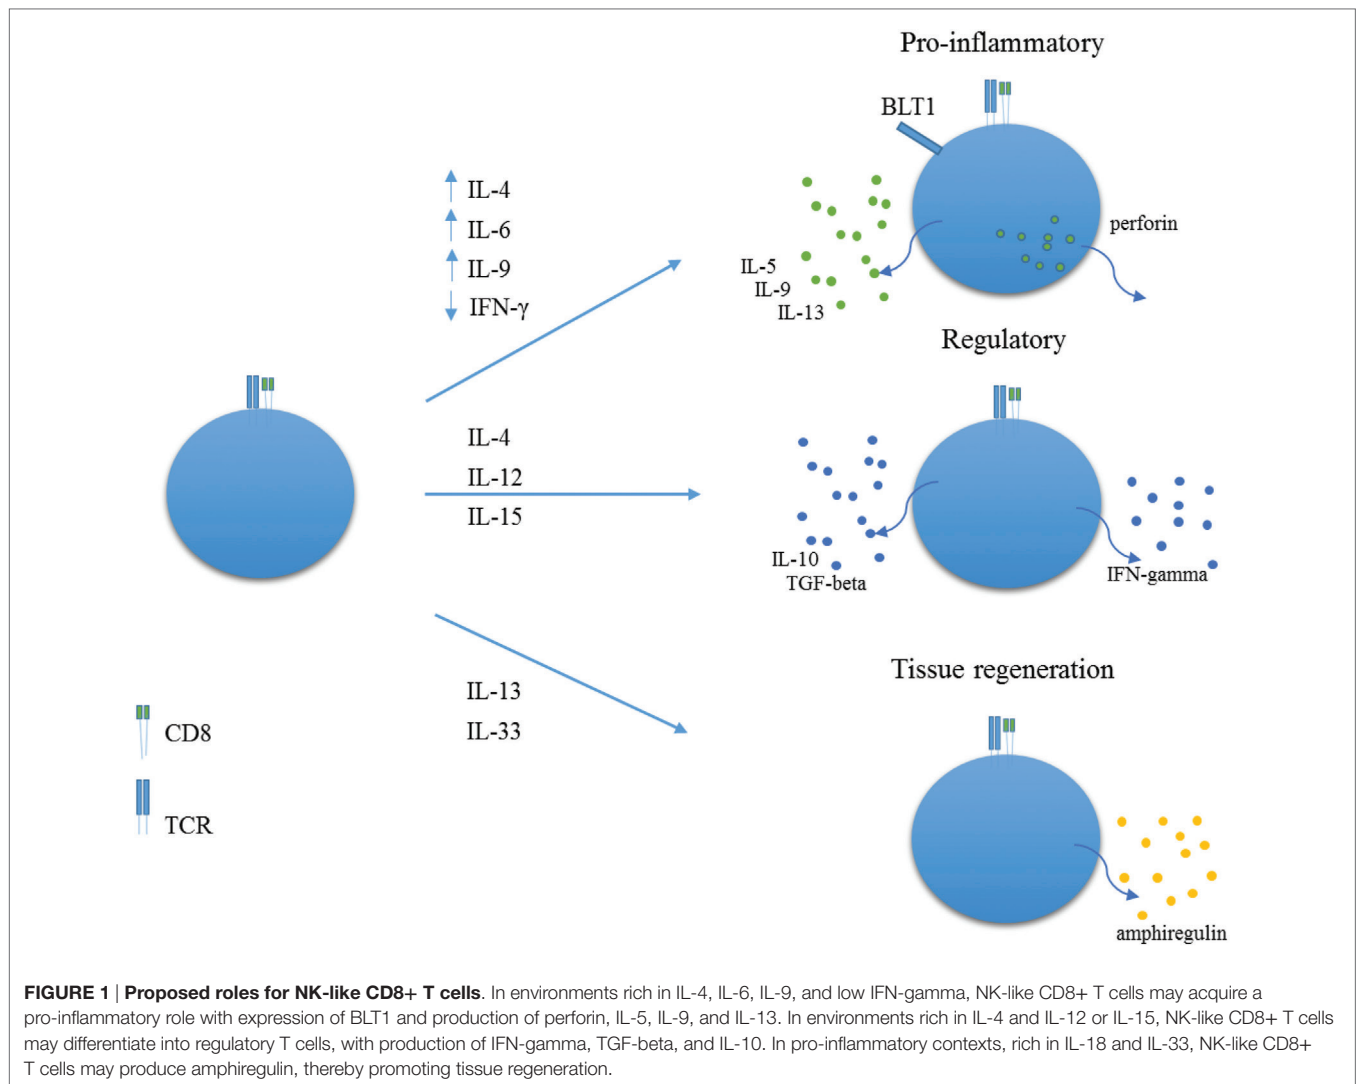 Pro-inflammatory
BLT1
IL-4
IL-6
IL-9
IFN-γ
perforin
IL-5
IL-9
IL-13
Regulatory
IL-4
IL-12
IL-15
IL-10
TGF-beta
IFN-gamma
Tissue regeneration
IL-13
IL-33
CD8
TCR
amphiregulin
FIGURE 1 | Proposed roles for NK-like CD8+ T cells. In environments rich in IL-4, IL-6, IL-9, and low IFN-gamma, NK-like CD8+ T cells may acquire a
pro-inflammatory role with expression of BLT1 and production of perforin, IL-5, IL-9, and IL-13. In environments rich in IL-4 and IL-12 or IL-15, NK-like CD8+ T cells
may differentiate into regulatory T cells, with production of IFN-gamma, TGF-beta, and IL-10. In pro-inflammatory contexts, rich in IL-18 and IL-33, NK-like CD8+
T cells may produce amphiregulin, thereby promoting tissue regeneration.